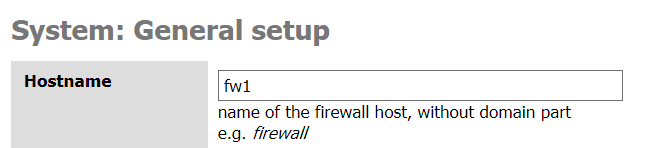 System: General setup
Hostname
fw1
name of the firewall host, without domain part
e.g. firewall